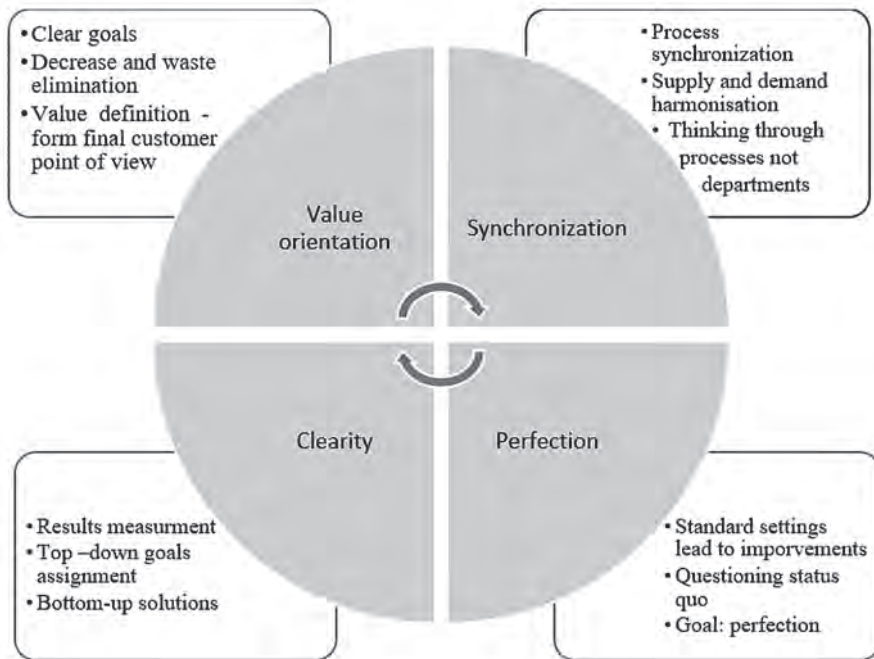 • Clear goals
• Decrease and waste
elimination
• Value definition -
form final customer
point of view
• Process
synchronization
• Supply and demand
harmonisation
• Thinking through
processes not
departments
Value
orientation
Synchronization
Clearity
Perfection
• Results measurment
• Top –down goals
assignment
• Bottom-up solutions
• Standard settings
lead to imporvements
• Questioning status
quo
• Goal: perfection